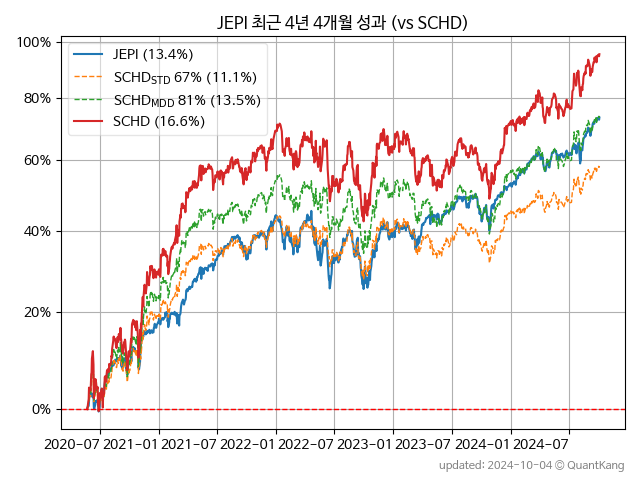 JEPI 최근 4년 4개월 성과 (vs SCHD)
100%
80%
60%
40%
20%
0%
JEPI (13.4%)
SCHD_STD 67% (11.1%)
SCHD_MDD 81% (13.5%)
SCHD (16.6%)
2020-07 2021-01 2021-07 2022-01 2022-07 2023-01 2023-07 2024-01 2024-07
updated: 2024-10-04 © QuantKang